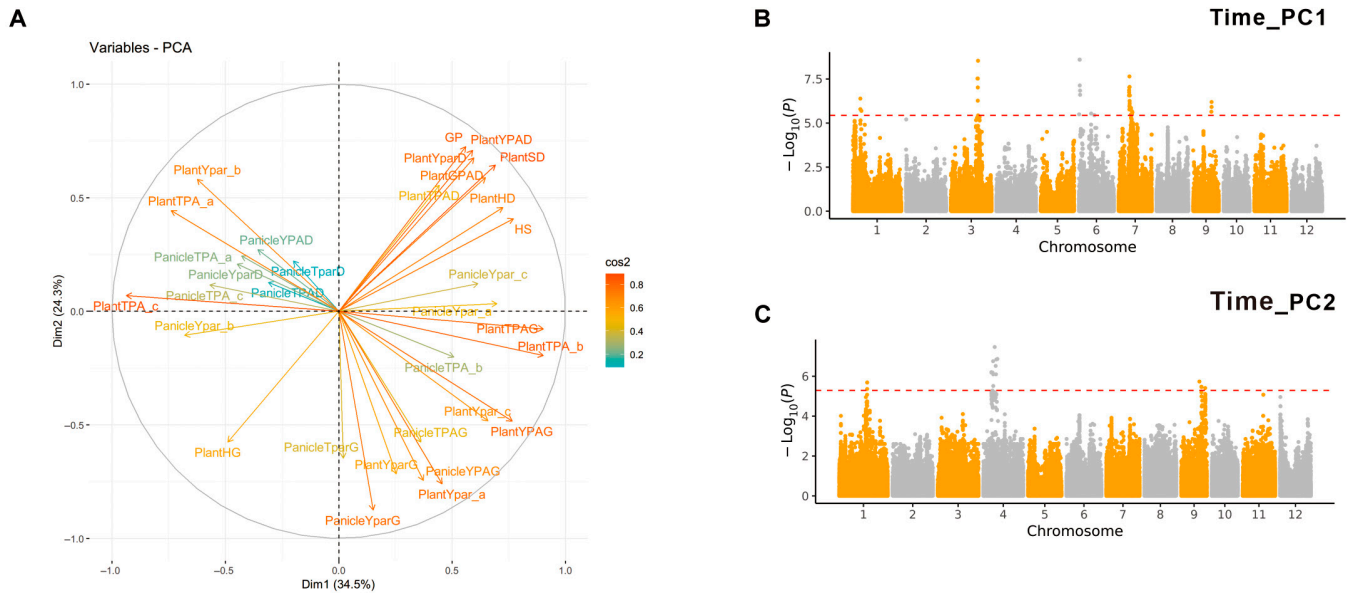 A
Variables - PCA
1.0
0.5
0.0
−0.5
−1.0
Dim2 (24.3%)
GP
PlantYPAD
PlantYparD
PlantSD
PlantGPAD
PlantTPAD
PlantHD
HS
PlantYpar_b
PlantTPA_a
PanicleYPAD
PanicleTPA_a
PanicleTparD
PanicleYparD
PanicleTPAD
PanicleTPA_c
PlantTPA_c
PanicleYpar_b
PanicleYpar_c
PanicleYpar_a
PlantTPAG
PlantTPA_b
PanicleTPA_b
PlantYpar_c
PlantYPAG
PanicleTPAG
PanicleTparG
PlantHG
PlantYparG
PanicleYPAG
PlantYpar_a
PanicleYparG
−1.0 −0.5 0.0 0.5 1.0
Dim1 (34.5%)
cos2
0.8
0.6
0.4
0.2
B
Time_PC1
− Log10(P)
7.5
5.0
2.5
0.0
1 2 3 4 5 6 7 8 9 10 11 12
Chromosome
C
Time_PC2
− Log10(P)
6
4
2
0
1 2 3 4 5 6 7 8 9 10 11 12
Chromosome